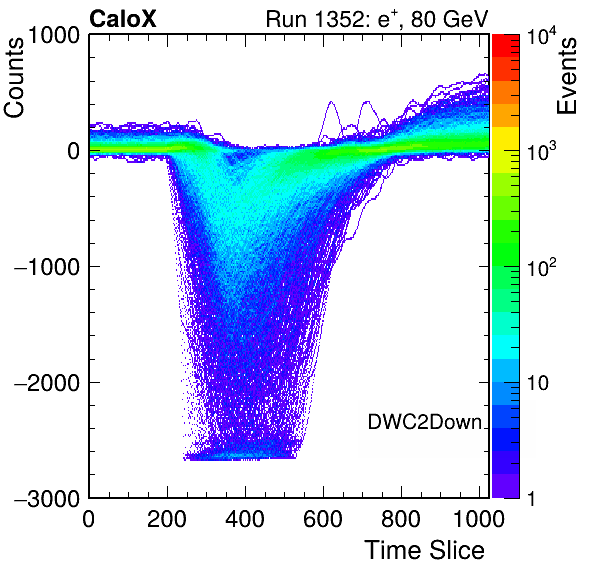 CaloX Run 1352: e⁺, 80 GeV
Counts
Events
1000
0
−1000
−2000
−3000
0 200 400 600 800 1000
Time Slice
DWC2Down
10⁴
10³
10²
10
1